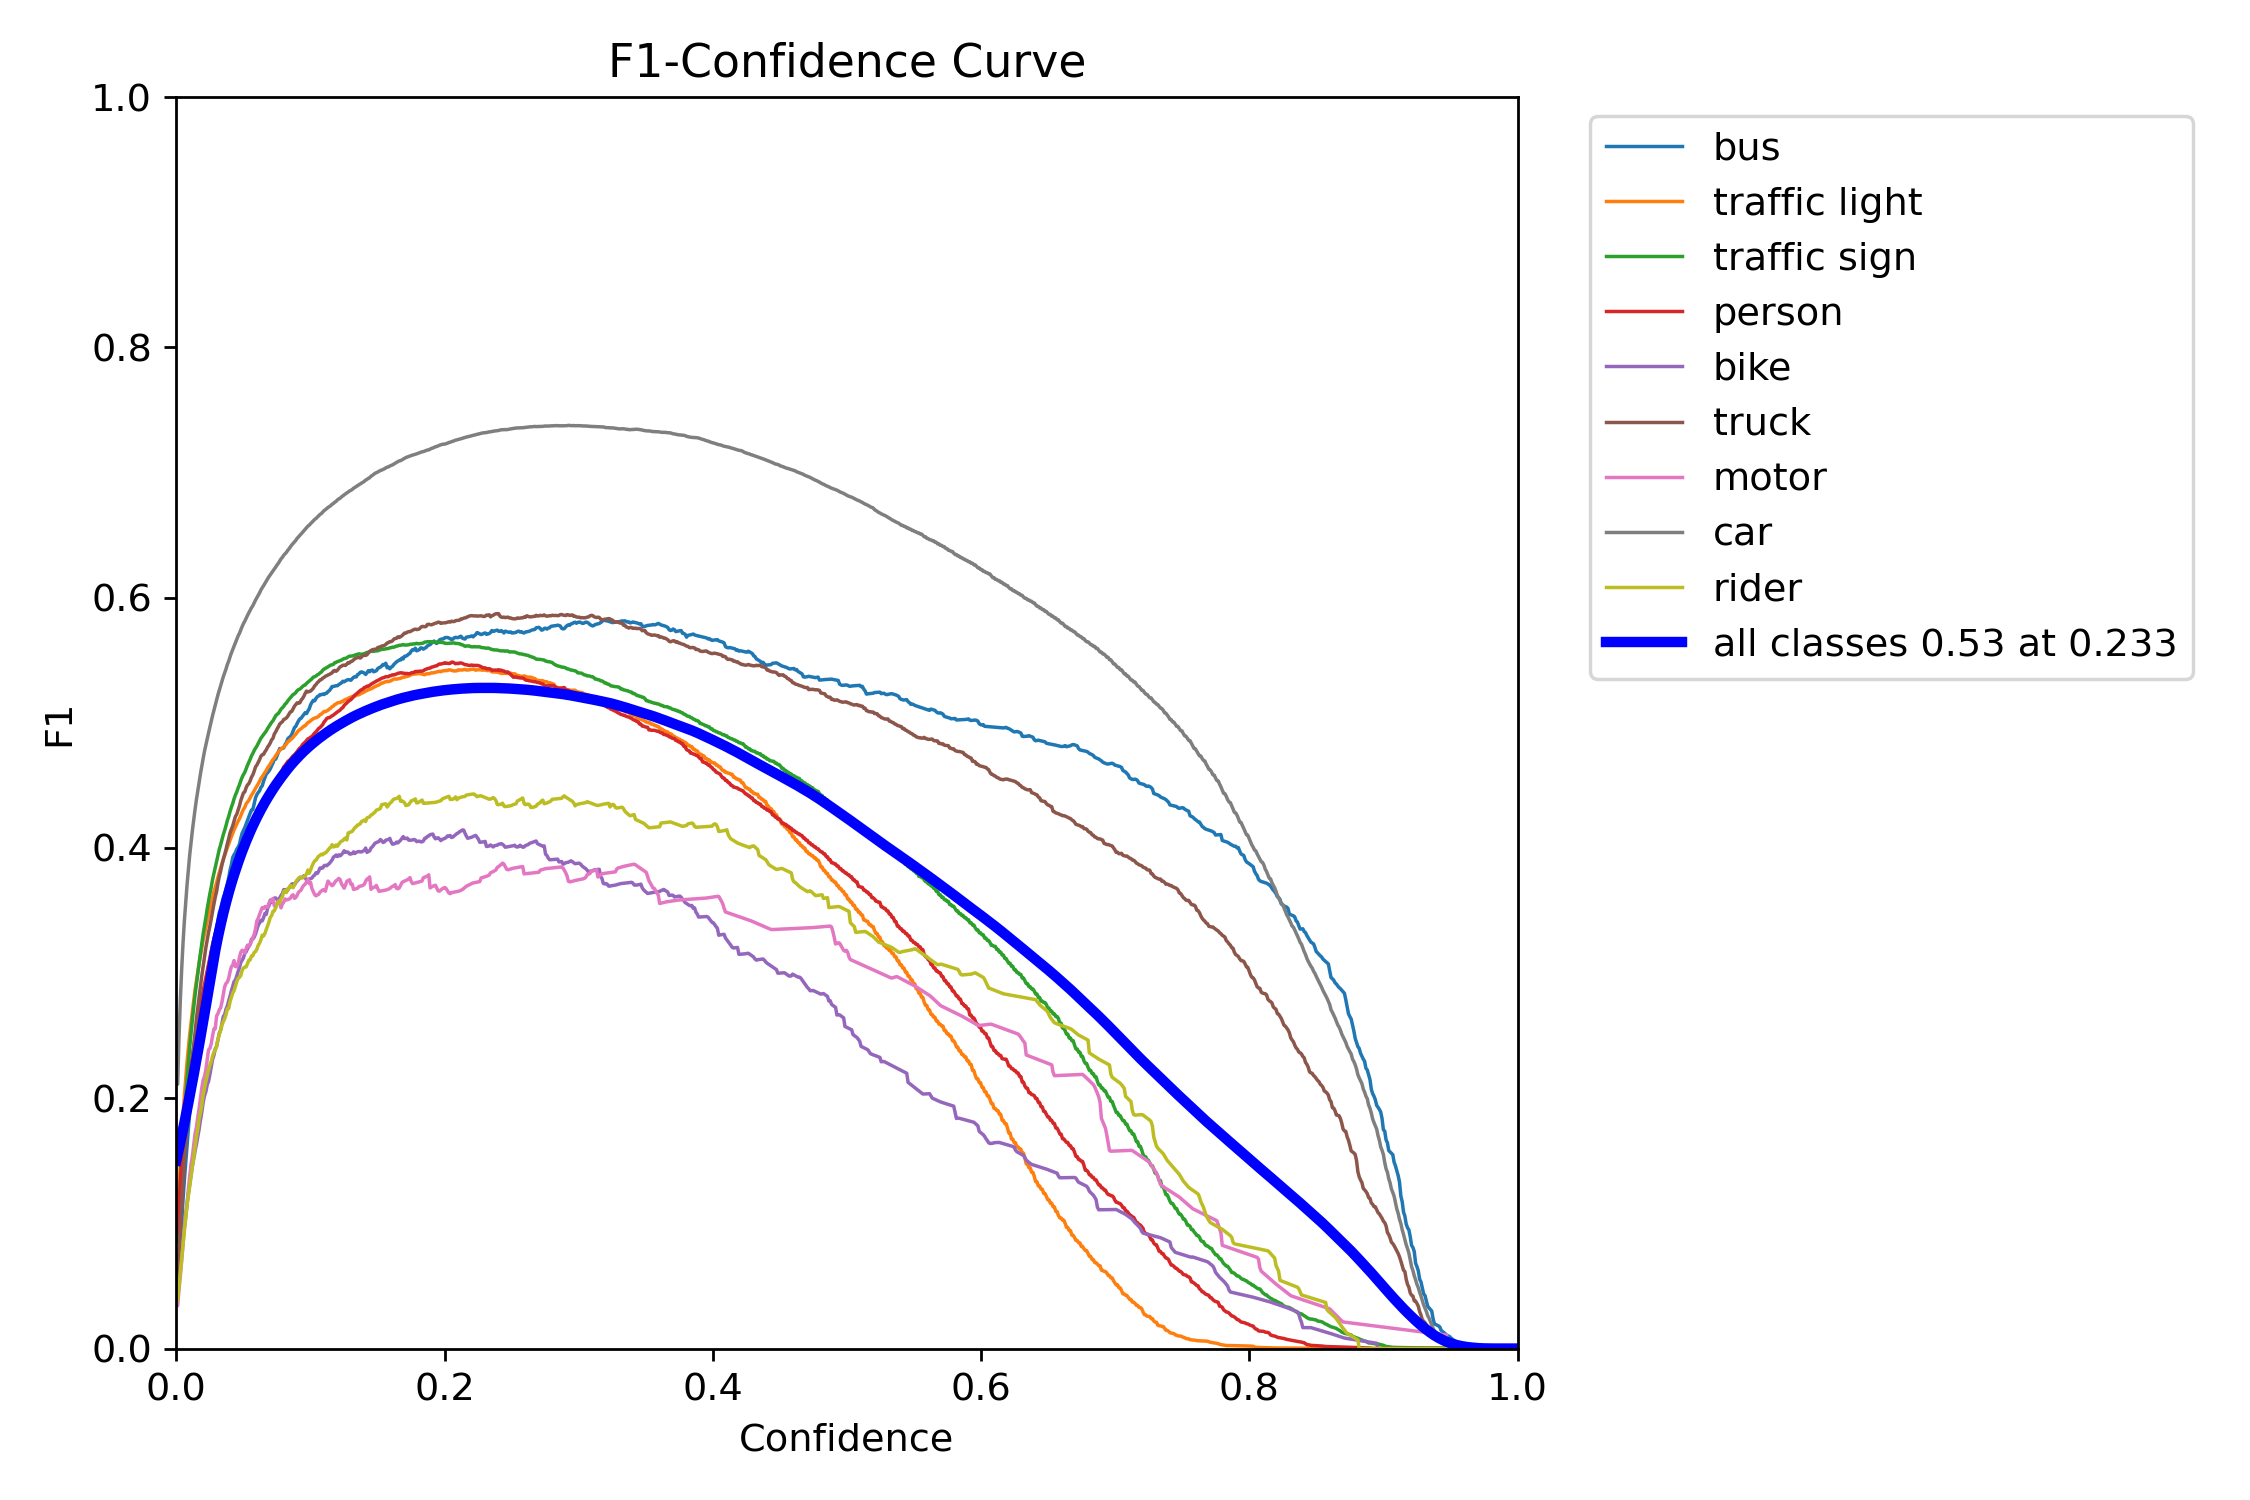 F1-Confidence Curve
1.0
0.8
0.6
0.4
0.2
0.0
F1
0.0 0.2 0.4 0.6 0.8 1.0
Confidence
bus
traffic light
traffic sign
person
bike
truck
motor
car
rider
all classes 0.53 at 0.233